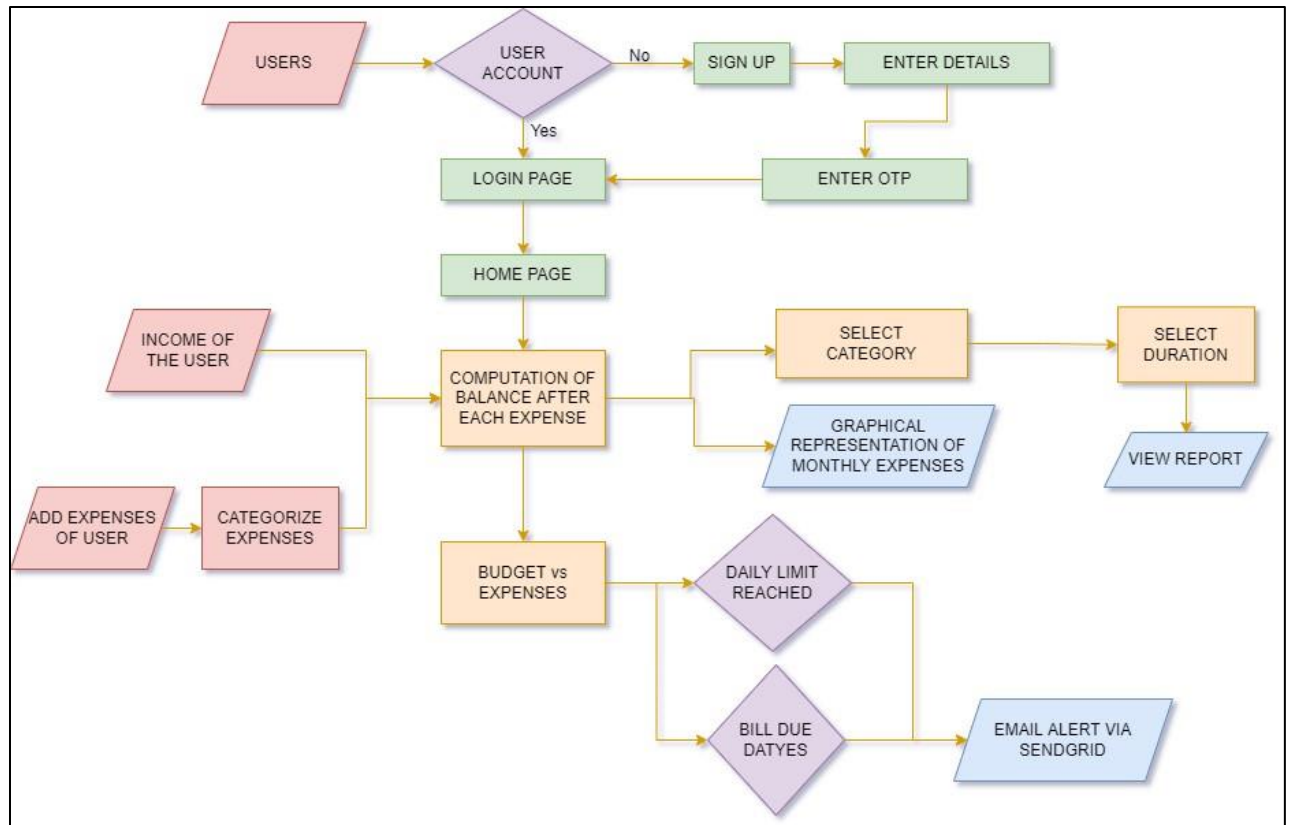 USERS
USER
ACCOUNT
No
SIGN UP
ENTER DETAILS
Yes
LOGIN PAGE
ENTER OTP
HOME PAGE
INCOME OF
THE USER
COMPUTATION OF
BALANCE AFTER
EACH EXPENSE
SELECT
CATEGORY
SELECT
DURATION
GRAPHICAL
REPRESENTATION OF
MONTHLY EXPENSES
VIEW REPORT
ADD EXPENSES
OF USER
CATEGORIZE
EXPENSES
BUDGET vs
EXPENSES
DAILY LIMIT
REACHED
BILL DUE
DATYES
EMAIL ALERT VIA
SENDGRID